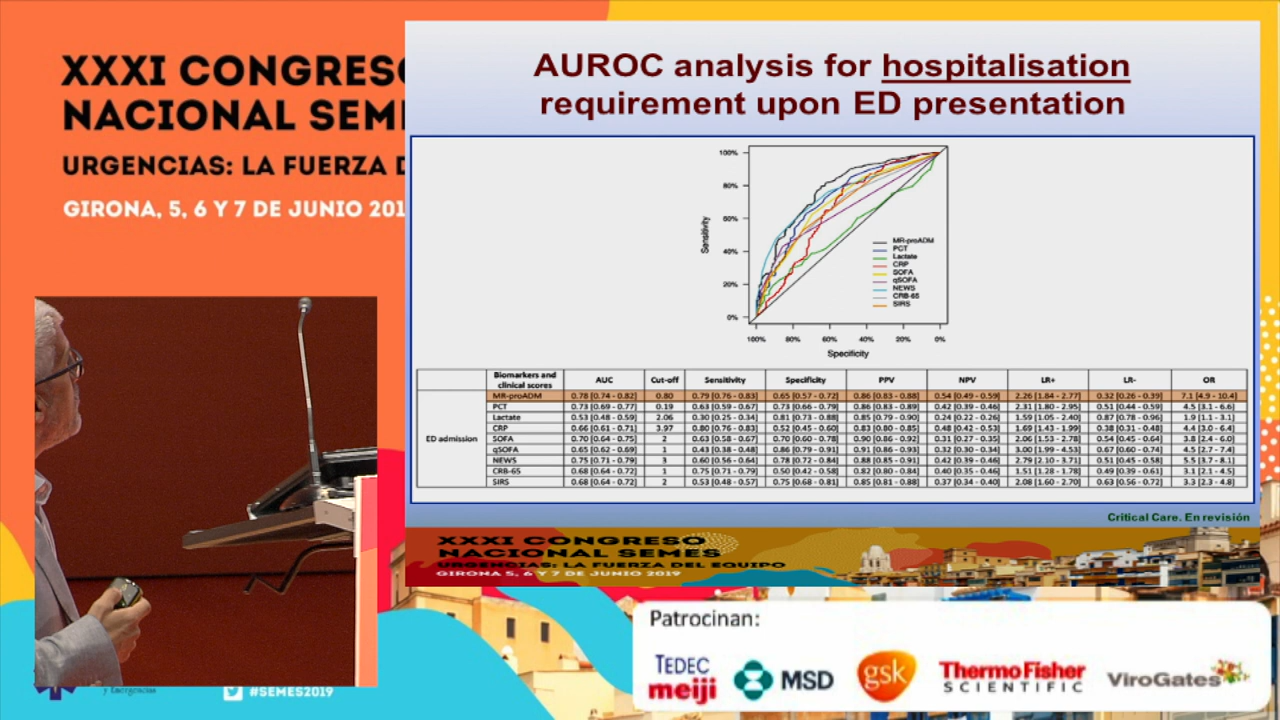 XXXI CONGRESO
NACIONAL SEM
URGENCIAS: LA FUERZA D
GIRONA, 5, 6 Y 7 DE JUNIO 201
AUROC analysis for hospitalisation
requirement upon ED presentation
100%
80%
60%
40%
20%
0%
Sensitivity
MR-proADM
PCT
Lactate
CRP
SOFA
qSOFA
NEWS
CRB-65
SIRS
100% 80% 60% 40% 20% 0%
Specificity
Biomarkers and clinical scores AUC Cut-off Sensitivity Specificity PPV NPV LR+ LR- OR
ED admission
MR-proADM 0.78 [0.74 - 0.82] 0.80 0.79 [0.76 - 0.83] 0.65 [0.57 - 0.72] 0.86 [0.83 - 0.88] 0.54 [0.49 - 0.59] 2.26 [1.84 - 2.77] 0.32 [0.26 - 0.39] 7.1 [4.9 - 10.4]
PCT 0.73 [0.69 - 0.77] 0.19 0.63 [0.59 - 0.67] 0.73 [0.66 - 0.79] 0.86 [0.83 - 0.89] 0.42 [0.39 - 0.46] 2.31 [1.80 - 2.95] 0.51 [0.44 - 0.59] 4.5 [3.1 - 6.6]
Lactate 0.53 [0.48 - 0.59] 2.06 0.30 [0.25 - 0.34] 0.81 [0.73 - 0.88] 0.85 [0.79 - 0.90] 0.24 [0.22 - 0.26] 1.59 [1.05 - 2.40] 0.87 [0.78 - 0.96] 1.9 [1.1 - 3.1]
CRP 0.66 [0.61 - 0.71] 3.97 0.80 [0.76 - 0.83] 0.52 [0.45 - 0.60] 0.83 [0.80 - 0.85] 0.48 [0.42 - 0.53] 1.69 [1.43 - 1.99] 0.38 [0.31 - 0.48] 4.4 [3.0 - 6.4]
SOFA 0.70 [0.64 - 0.75] 2 0.63 [0.58 - 0.67] 0.70 [0.60 - 0.78] 0.90 [0.86 - 0.92] 0.31 [0.27 - 0.35] 2.06 [1.53 - 2.78] 0.54 [0.45 - 0.64] 3.8 [2.4 - 6.0]
qSOFA 0.65 [0.62 - 0.69] 1 0.43 [0.38 - 0.48] 0.86 [0.79 - 0.91] 0.91 [0.86 - 0.93] 0.32 [0.30 - 0.34] 3.00 [1.99 - 4.53] 0.67 [0.60 - 0.74] 4.5 [2.7 - 7.4]
NEWS 0.75 [0.71 - 0.79] 3 0.60 [0.56 - 0.64] 0.78 [0.72 - 0.84] 0.88 [0.85 - 0.91] 0.42 [0.39 - 0.46] 2.79 [2.10 - 3.71] 0.51 [0.45 - 0.58] 5.5 [3.7 - 8.1]
CRB-65 0.68 [0.64 - 0.72] 1 0.75 [0.71 - 0.79] 0.50 [0.42 - 0.58] 0.82 [0.80 - 0.84] 0.40 [0.35 - 0.46] 1.51 [1.28 - 1.78] 0.49 [0.39 - 0.61] 3.1 [2.1 - 4.5]
SIRS 0.68 [0.64 - 0.72] 2 0.53 [0.48 - 0.57] 0.75 [0.68 - 0.81] 0.85 [0.81 - 0.88] 0.37 [0.34 - 0.40] 2.08 [1.60 - 2.70] 0.63 [0.56 - 0.72] 3.3 [2.3 - 4.8]
Critical Care. En revisión
XXXI CONGRESO
NACIONAL SEMES
URGENCIAS: LA FUERZA DEL EQUIPO
GIRONA 5, 6 Y 7 DE JUNIO 2019
Patrocinan:
TEDEC meiji
MSD
gsk
ThermoFisher
SCIENTIFIC
ViroGates
y Emergencias
#SEMES2019